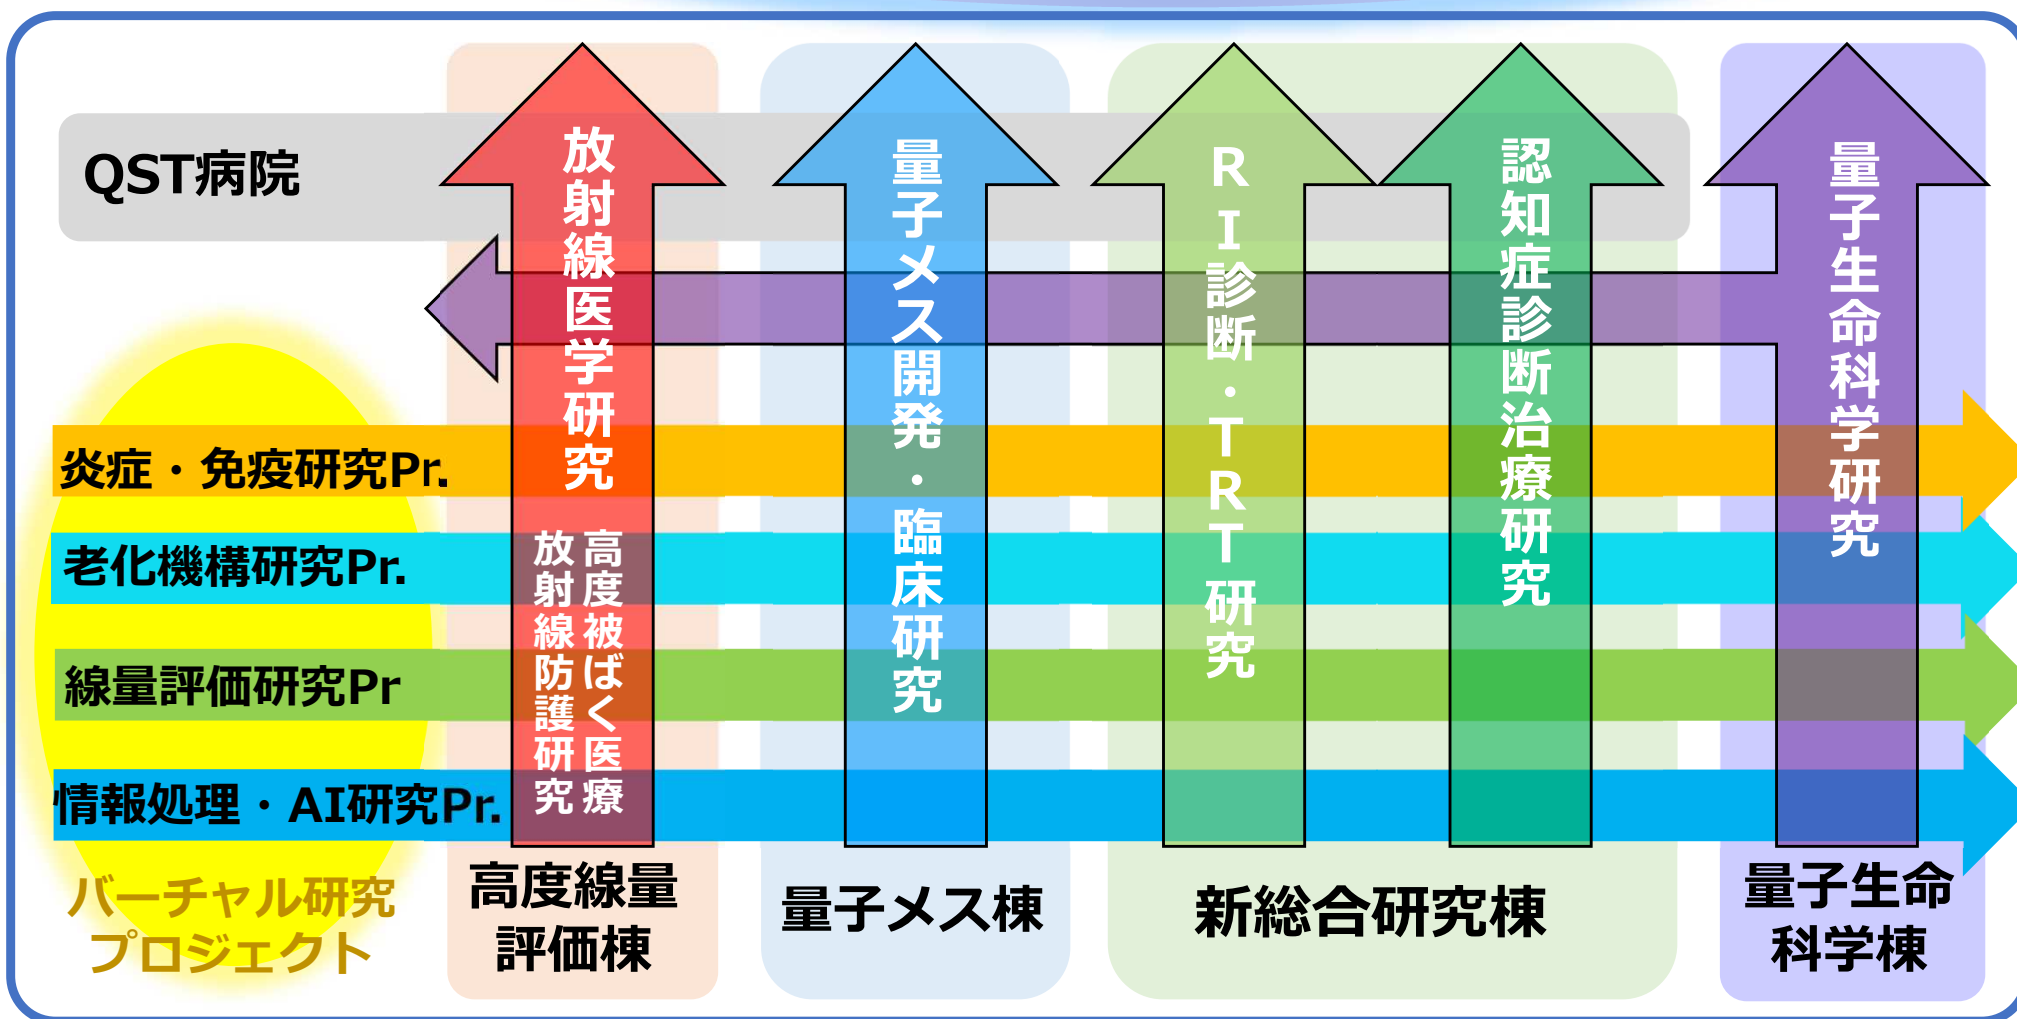 QST病院
放射線医学研究
高度被ばく医療
放射線防護研究
量子メス開発・臨床研究
RI診断・TRT研究
認知症診断治療研究
量子生命科学研究
炎症・免疫研究Pr.
老化機構研究Pr.
線量評価研究Pr
情報処理・AI研究Pr.
バーチャル研究
プロジェクト
高度線量
評価棟
量子メス棟
新総合研究棟
量子生命
科学棟